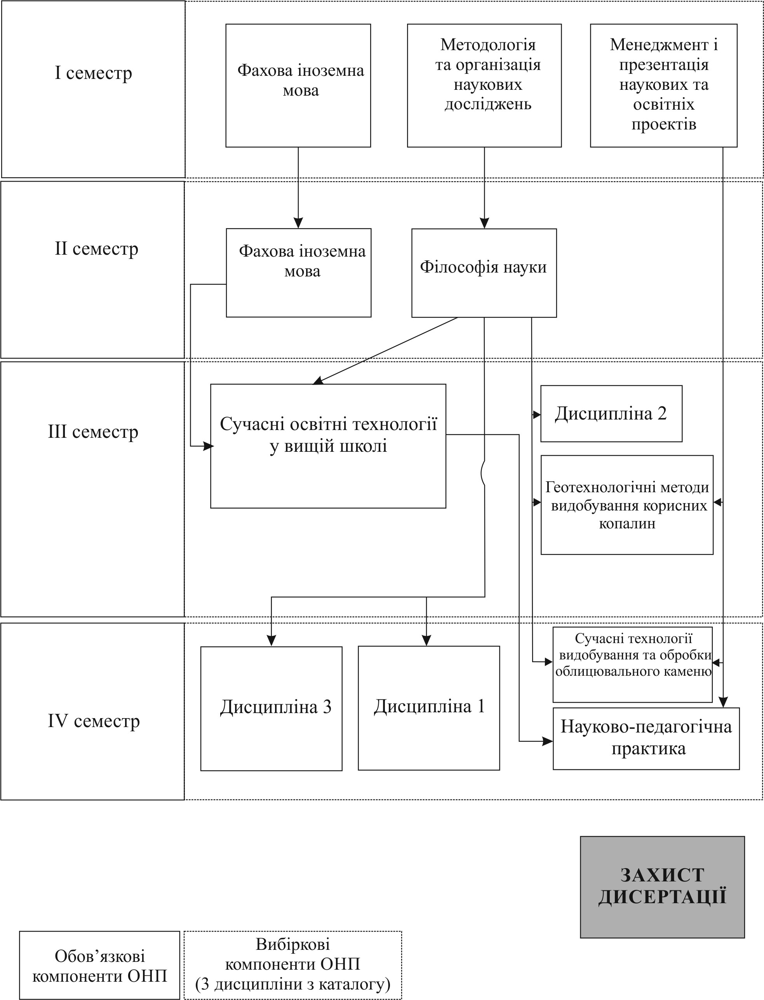 І семестр
Фахова іноземна
мова
Методологія
та організація
наукових
досліджень
Менеджмент і
презентація
наукових та
освітніх
проектів
ІІ семестр
Фахова іноземна
мова
Філософія науки
ІІІ семестр
Сучасні освітні технології
у вищій школі
Дисципліна 2
Геотехнологічні методи
видобування корисних
копалин
IV семестр
Дисципліна 3
Дисципліна 1
Сучасні технології
видобування та обробки
облицювального каменю
Науково-педагогічна
практика
ЗАХИСТ
ДИСЕРТАЦІЇ
Обов’язкові
компоненти ОНП
Вибіркові
компоненти ОНП
(3 дисципліни з каталогу)